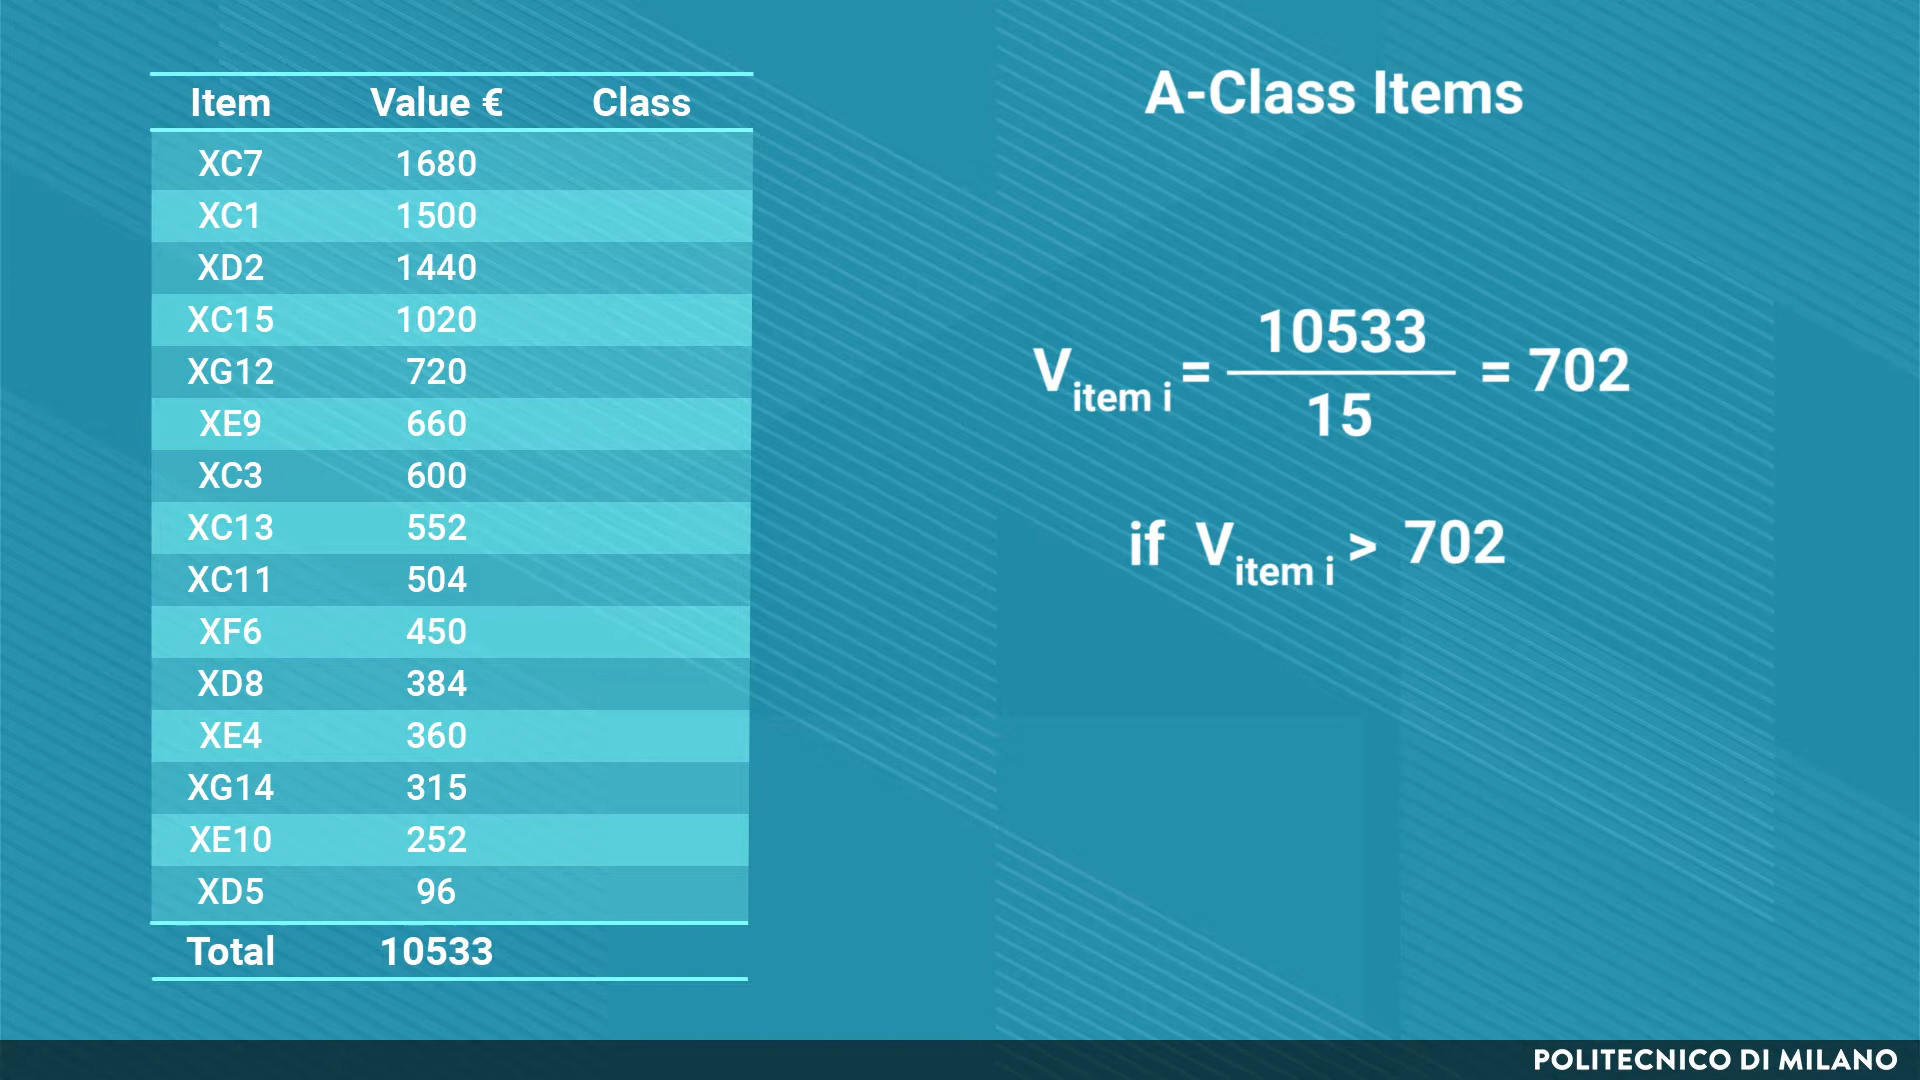 Item Value € Class
XC7 1680
XC1 1500
XD2 1440
XC15 1020
XG12 720
XE9 660
XC3 600
XC13 552
XC11 504
XF6 450
XD8 384
XE4 360
XG14 315
XE10 252
XD5 96
Total 10533
A-Class Items
V item i = 10533 / 15 = 702
if V item i > 702
POLITECNICO DI MILANO